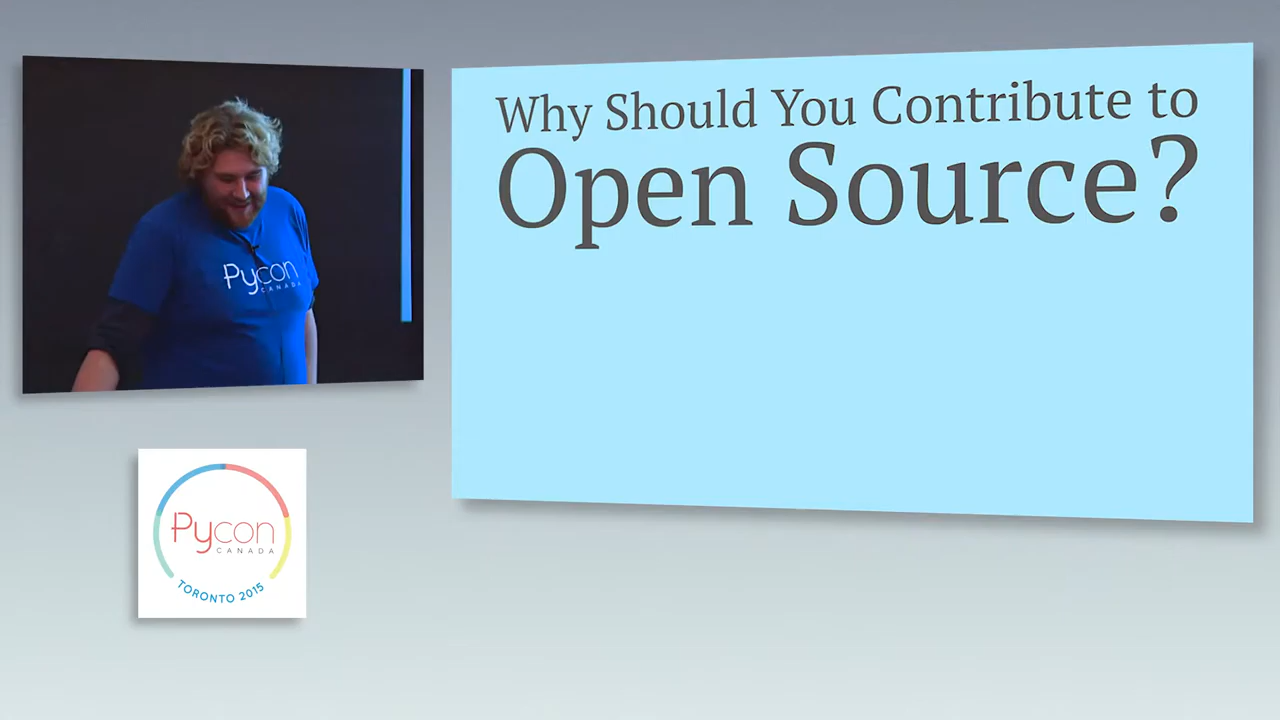 Pycon
CANADA
Why Should You Contribute to
Open Source?
Pycon
CANADA
TORONTO 2015